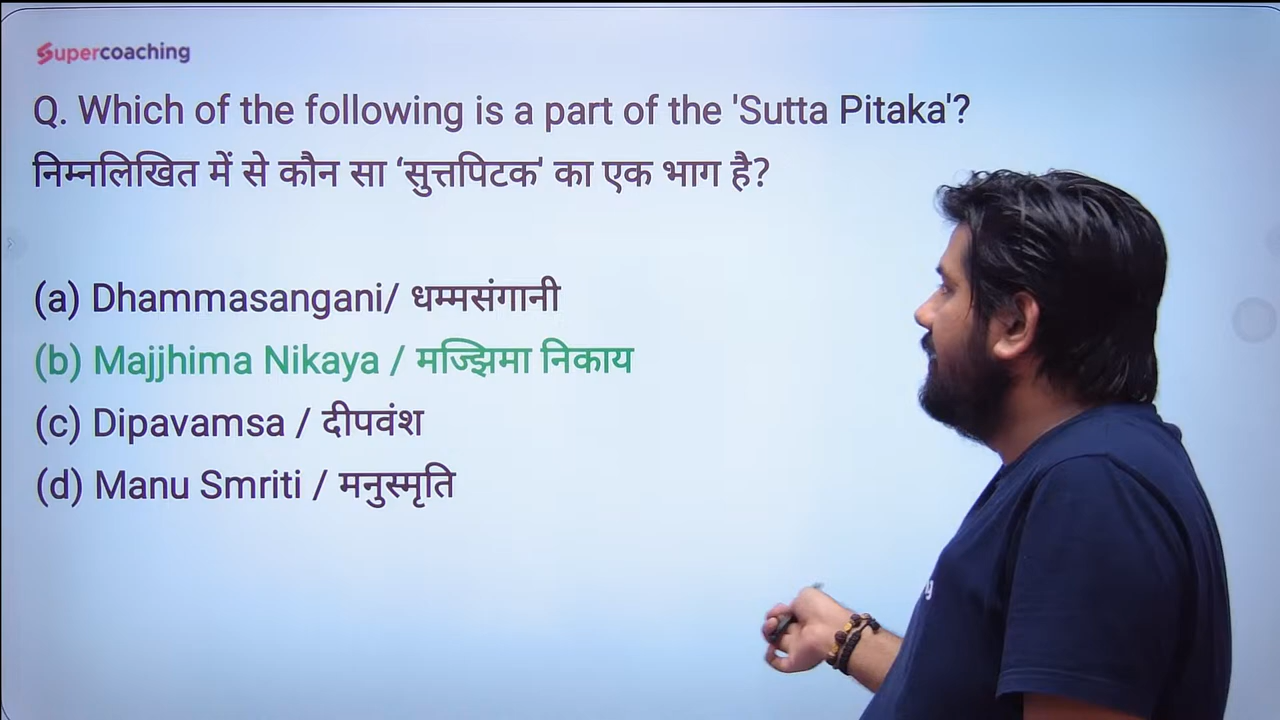 Supercoaching
Q. Which of the following is a part of the 'Sutta Pitaka'?
निम्नलिखित में से कौन सा ‘सुत्तपिटक' का एक भाग है?
(a) Dhammasangani/ धम्मसंगानी
(b) Majjhima Nikaya / मज्झिमा निकाय
(c) Dipavamsa / दीपवंश
(d) Manu Smriti / मनुस्मृति